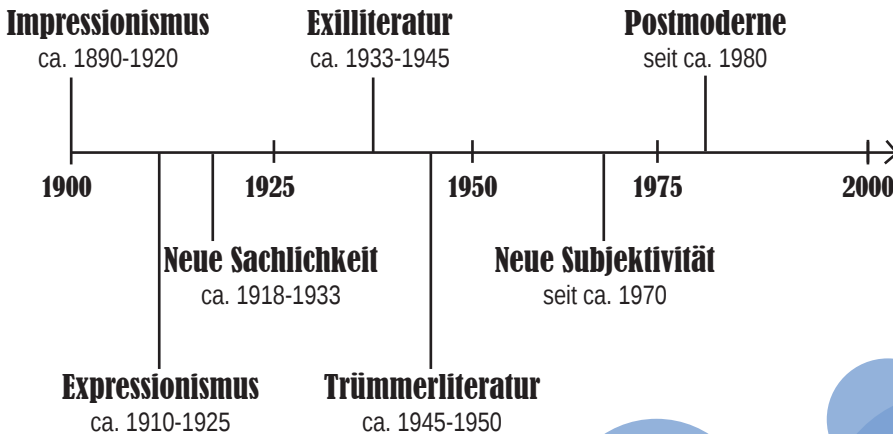 Impressionismus
ca. 1890-1920
Exilliteratur
ca. 1933-1945
Postmoderne
seit ca. 1980
1900
1925
1950
1975
2000
Neue Sachlichkeit
ca. 1918-1933
Neue Subjektivität
seit ca. 1970
Expressionismus
ca. 1910-1925
Trümmerliteratur
ca. 1945-1950